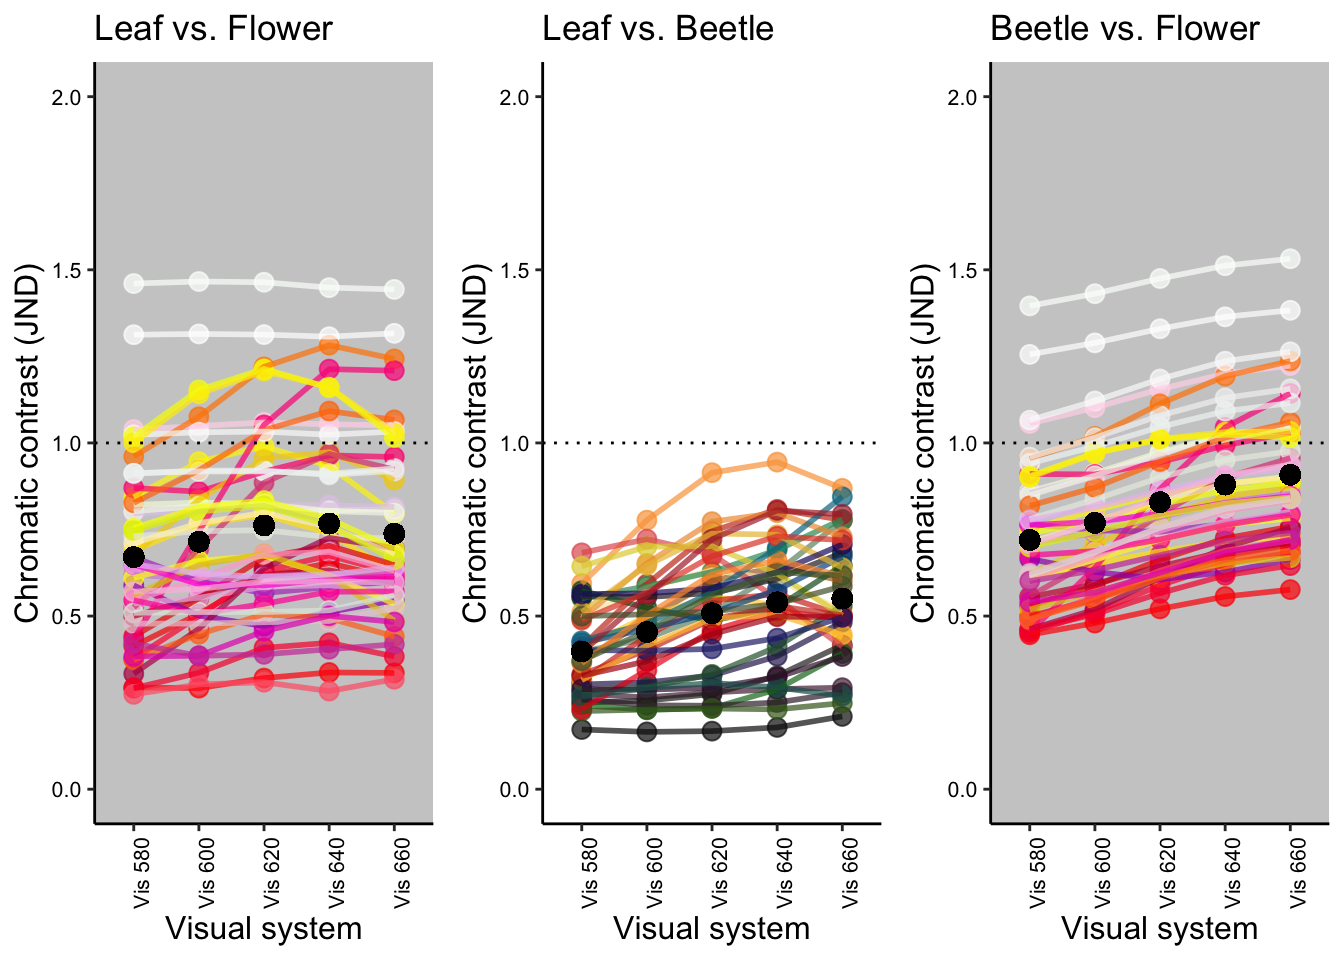 Leaf vs. Flower
Chromatic contrast (JND)
2.0
1.5
1.0
0.5
0.0
Vis 580
Vis 600
Vis 620
Vis 640
Vis 660
Visual system
Leaf vs. Beetle
Chromatic contrast (JND)
2.0
1.5
1.0
0.5
0.0
Vis 580
Vis 600
Vis 620
Vis 640
Vis 660
Visual system
Beetle vs. Flower
Chromatic contrast (JND)
2.0
1.5
1.0
0.5
0.0
Vis 580
Vis 600
Vis 620
Vis 640
Vis 660
Visual system